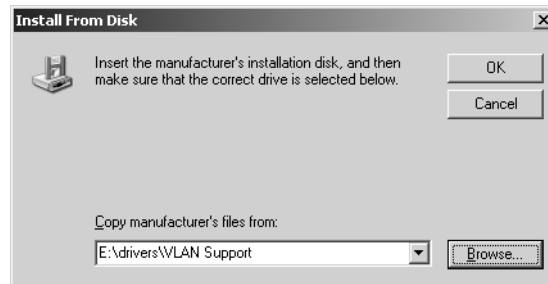 Install From Disk
Insert the manufacturer's installation disk, and then
make sure that the correct drive is selected below.
OK
Cancel
Copy manufacturer's files from:
E:\drivers\VLAN Support
Browse...